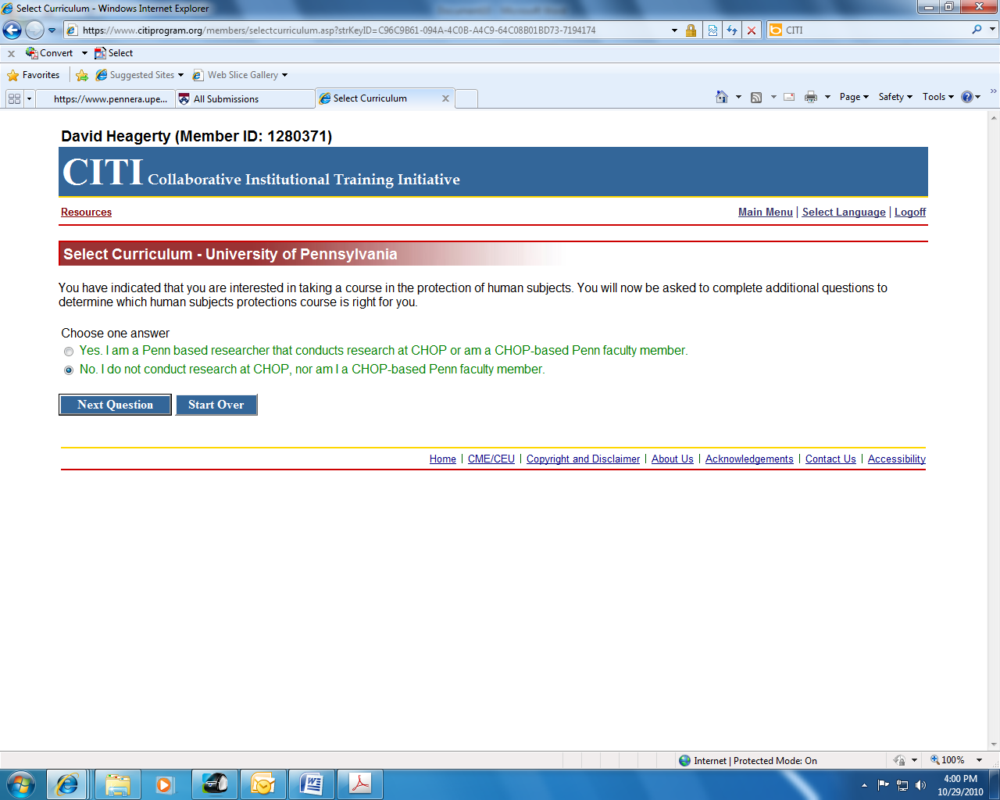 Select Curriculum - Windows Internet Explorer
https://www.citiprogram.org/members/selectcurriculum.asp?strKeyID=C96C9B61-094A-4C0B-A4C9-64C08B01BD73-7194174
CITI
x Convert Select
Favorites Suggested Sites Web Slice Gallery
https://www.pennera.upe... All Submissions Select Curriculum x Page Safety Tools »
David Heagerty (Member ID: 1280371)
CITI Collaborative Institutional Training Initiative
Resources Main Menu | Select Language | Logoff
Select Curriculum - University of Pennsylvania
You have indicated that you are interested in taking a course in the protection of human subjects. You will now be asked to complete additional questions to
determine which human subjects protections course is right for you.
Choose one answer
Yes. I am a Penn based researcher that conducts research at CHOP or am a CHOP-based Penn faculty member.
No. I do not conduct research at CHOP, nor am I a CHOP-based Penn faculty member.
Next Question Start Over
Home | CME/CEU | Copyright and Disclaimer | About Us | Acknowledgements | Contact Us | Accessibility
Internet | Protected Mode: On 100%
4:00 PM
10/29/2010